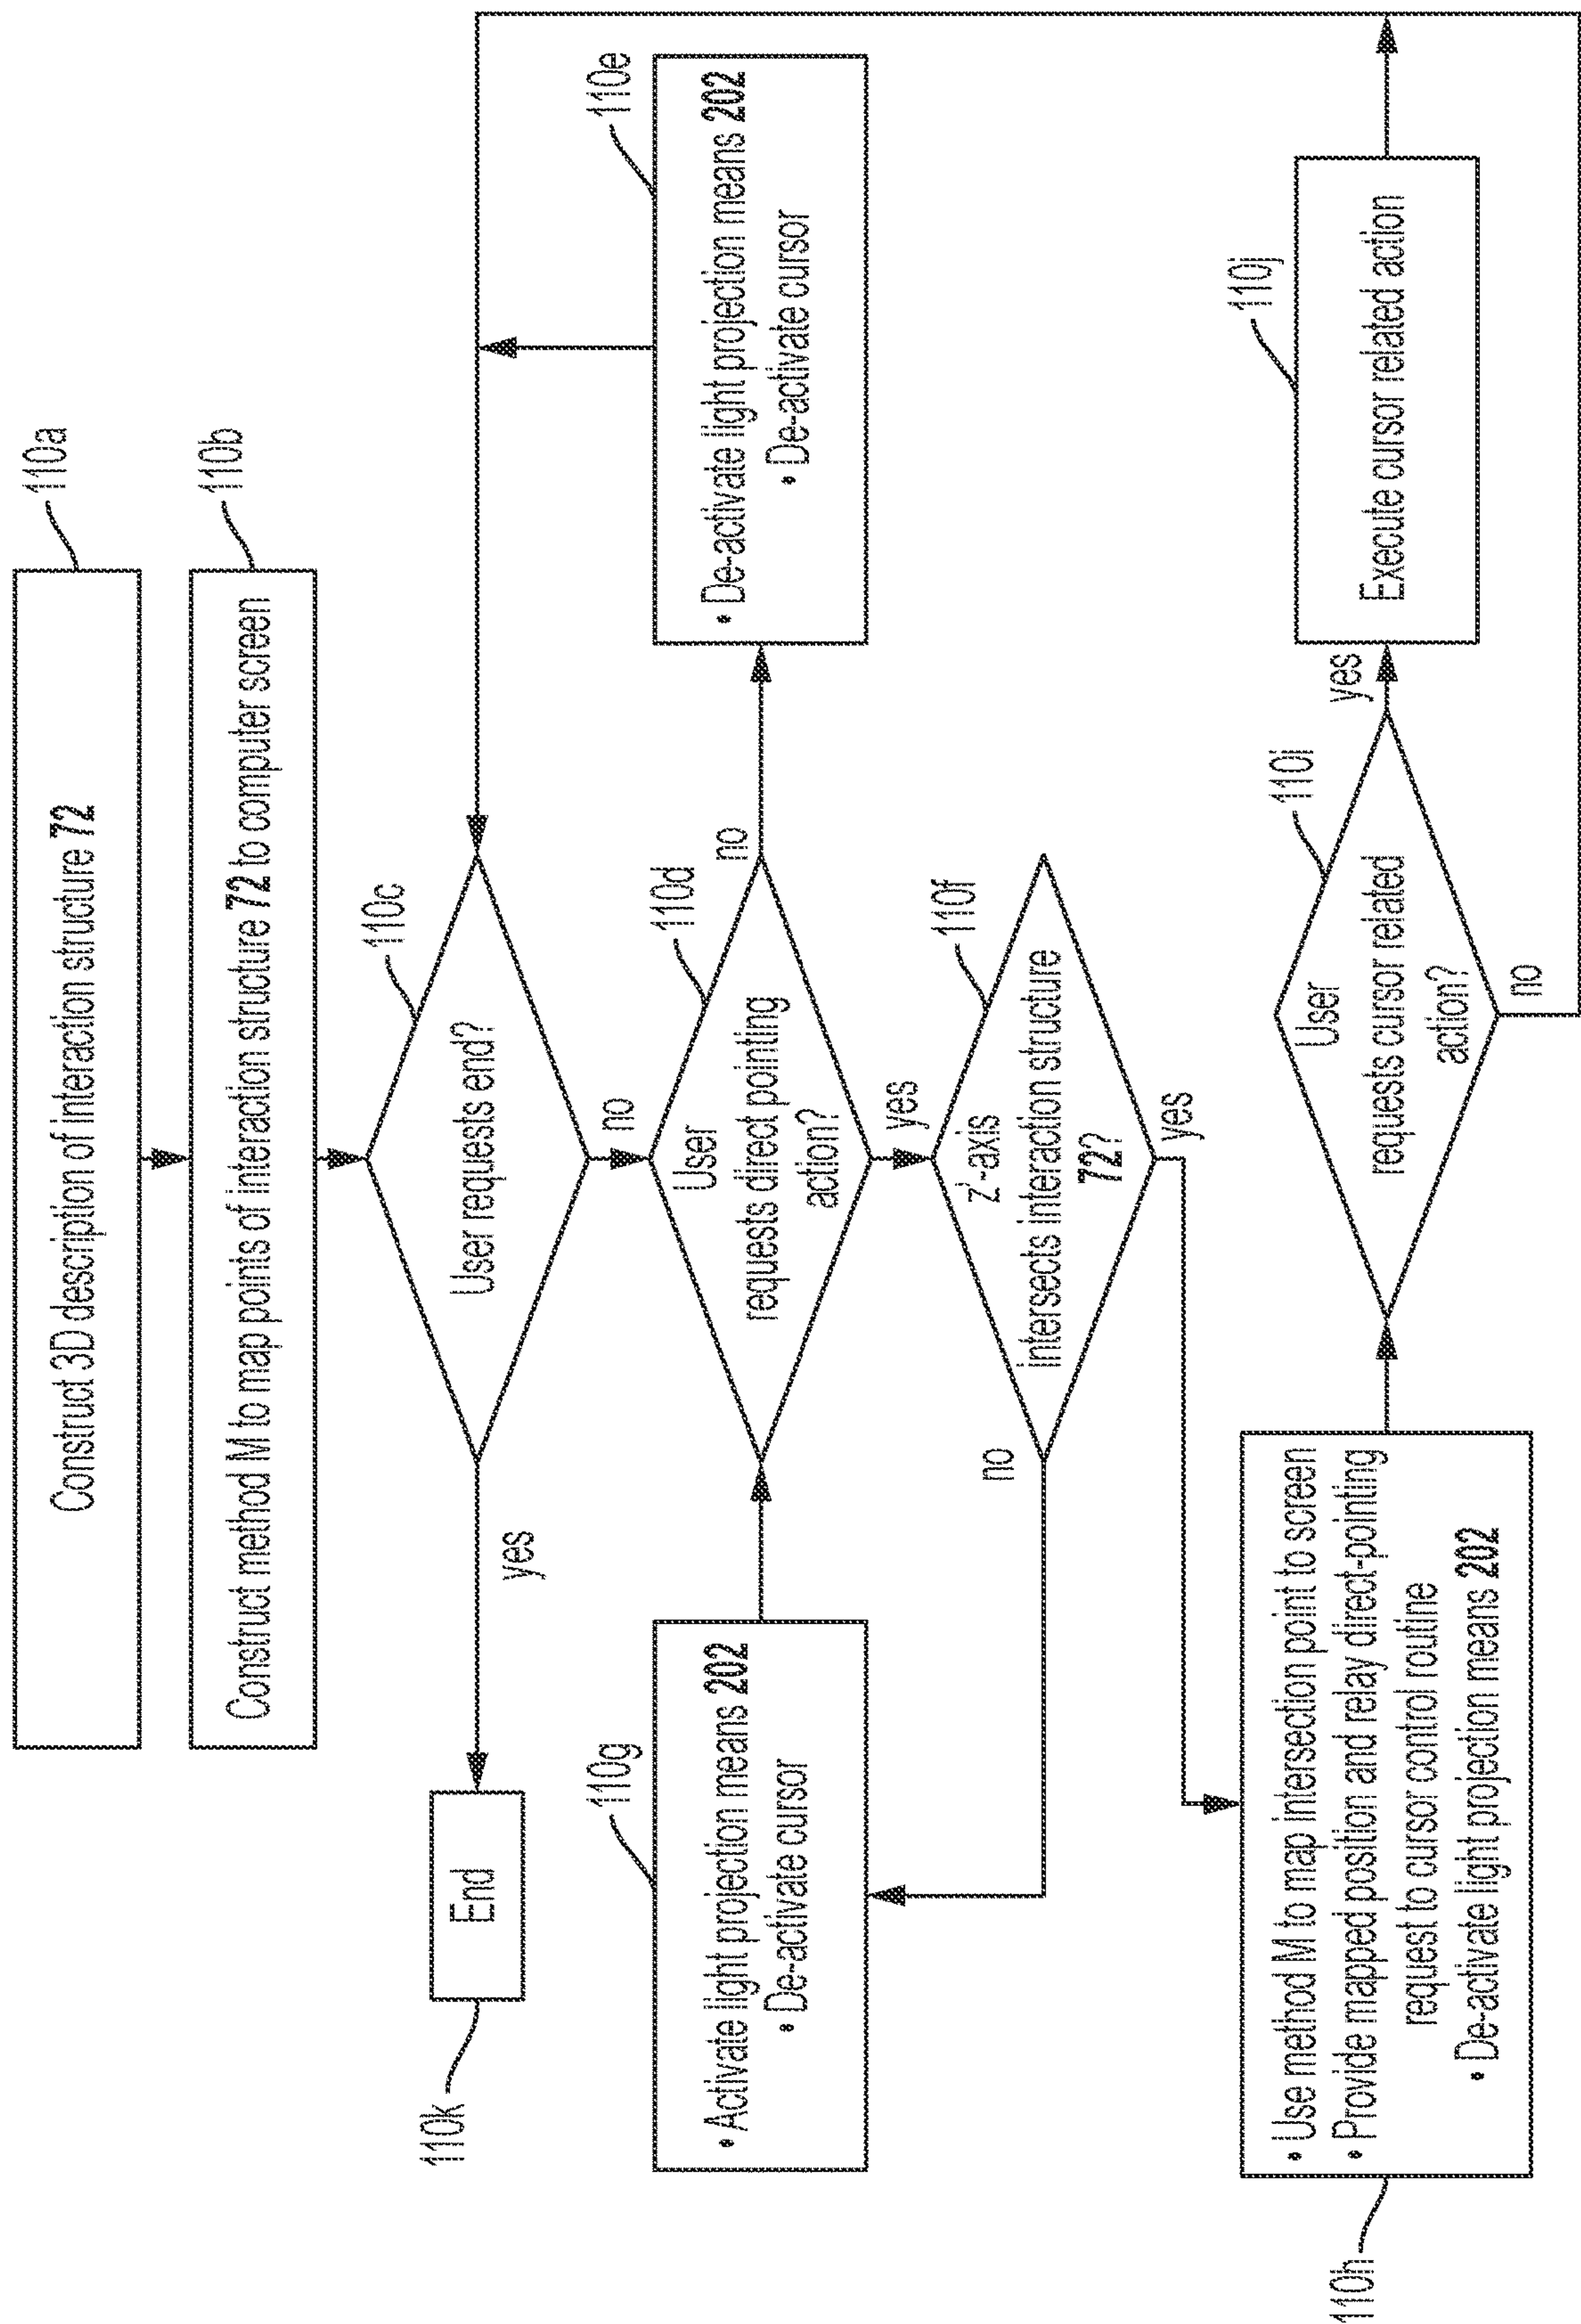 110a
Construct 3D description of interaction structure 72
110b
Construct method M to map points of interaction structure 72 to computer screen
110c
User requests end?
yes
no
End
110k
110d
User
requests direct pointing
action?
no
yes
110e
• De-activate light projection means 202
• De-activate cursor
110f
z'-axis
intersects interaction structure
72?
no
yes
110g
• Activate light projection means 202
• De-activate cursor
110h
• Use method M to map intersection point to screen
• Provide mapped position and relay direct-pointing
request to cursor control routine
• De-activate light projection means 202
110i
User
requests cursor related
action?
yes
no
110j
Execute cursor related action